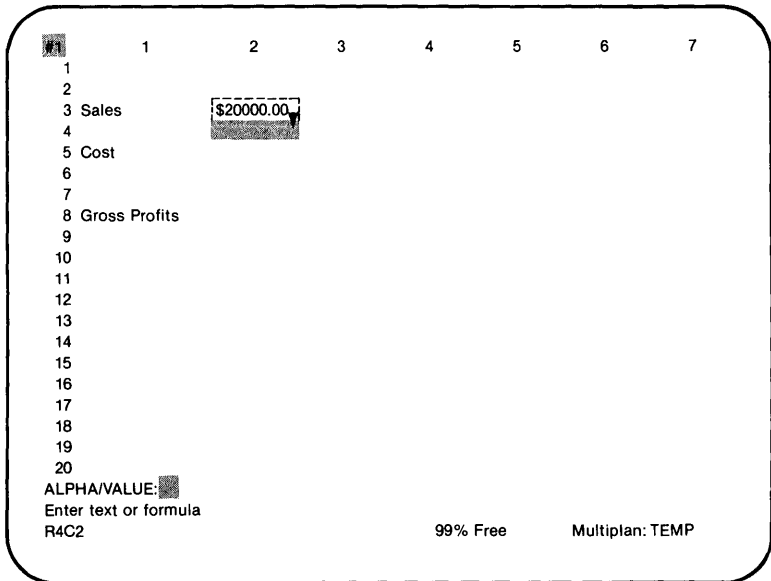 #1 1 2 3 4 5 6 7
1
2
3 Sales $20000.00
4
5 Cost
6
7
8 Gross Profits
9
10
11
12
13
14
15
16
17
18
19
20
ALPHA/VALUE:
Enter text or formula
R4C2 99% Free Multiplan: TEMP